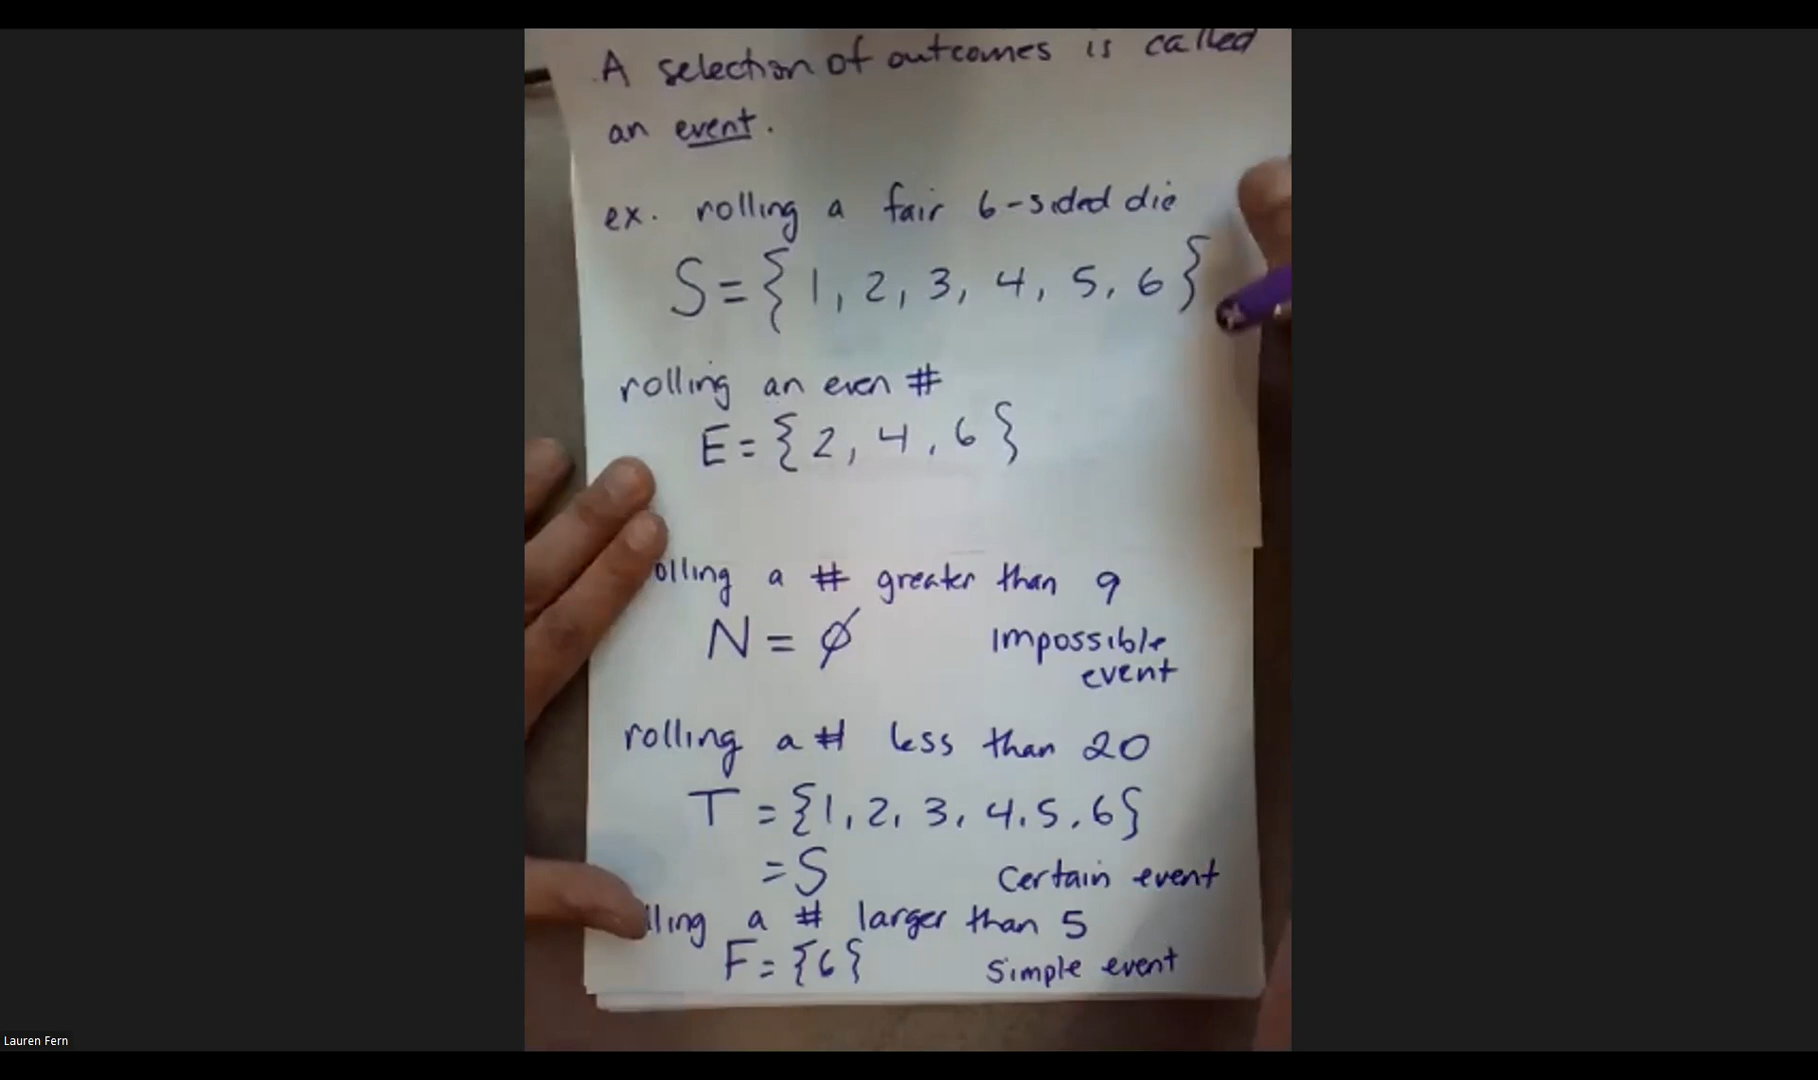 A selection of outcomes is called
an event.
ex. rolling a fair 6-sided die
S = { 1, 2, 3, 4, 5, 6 }
rolling an even #
E = { 2, 4, 6 }
olling a # greater than 9
N = ∅ impossible
event
rolling a # less than 20
T = {1, 2, 3, 4, 5, 6}
= S Certain event
lling a # larger than 5
F = {6} Simple event
Lauren Fern